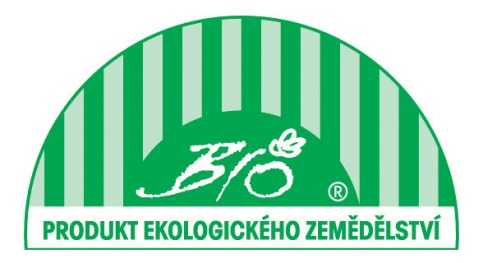 BIO ®
PRODUKT EKOLOGICKÉHO ZEMĚDĚLSTVÍ